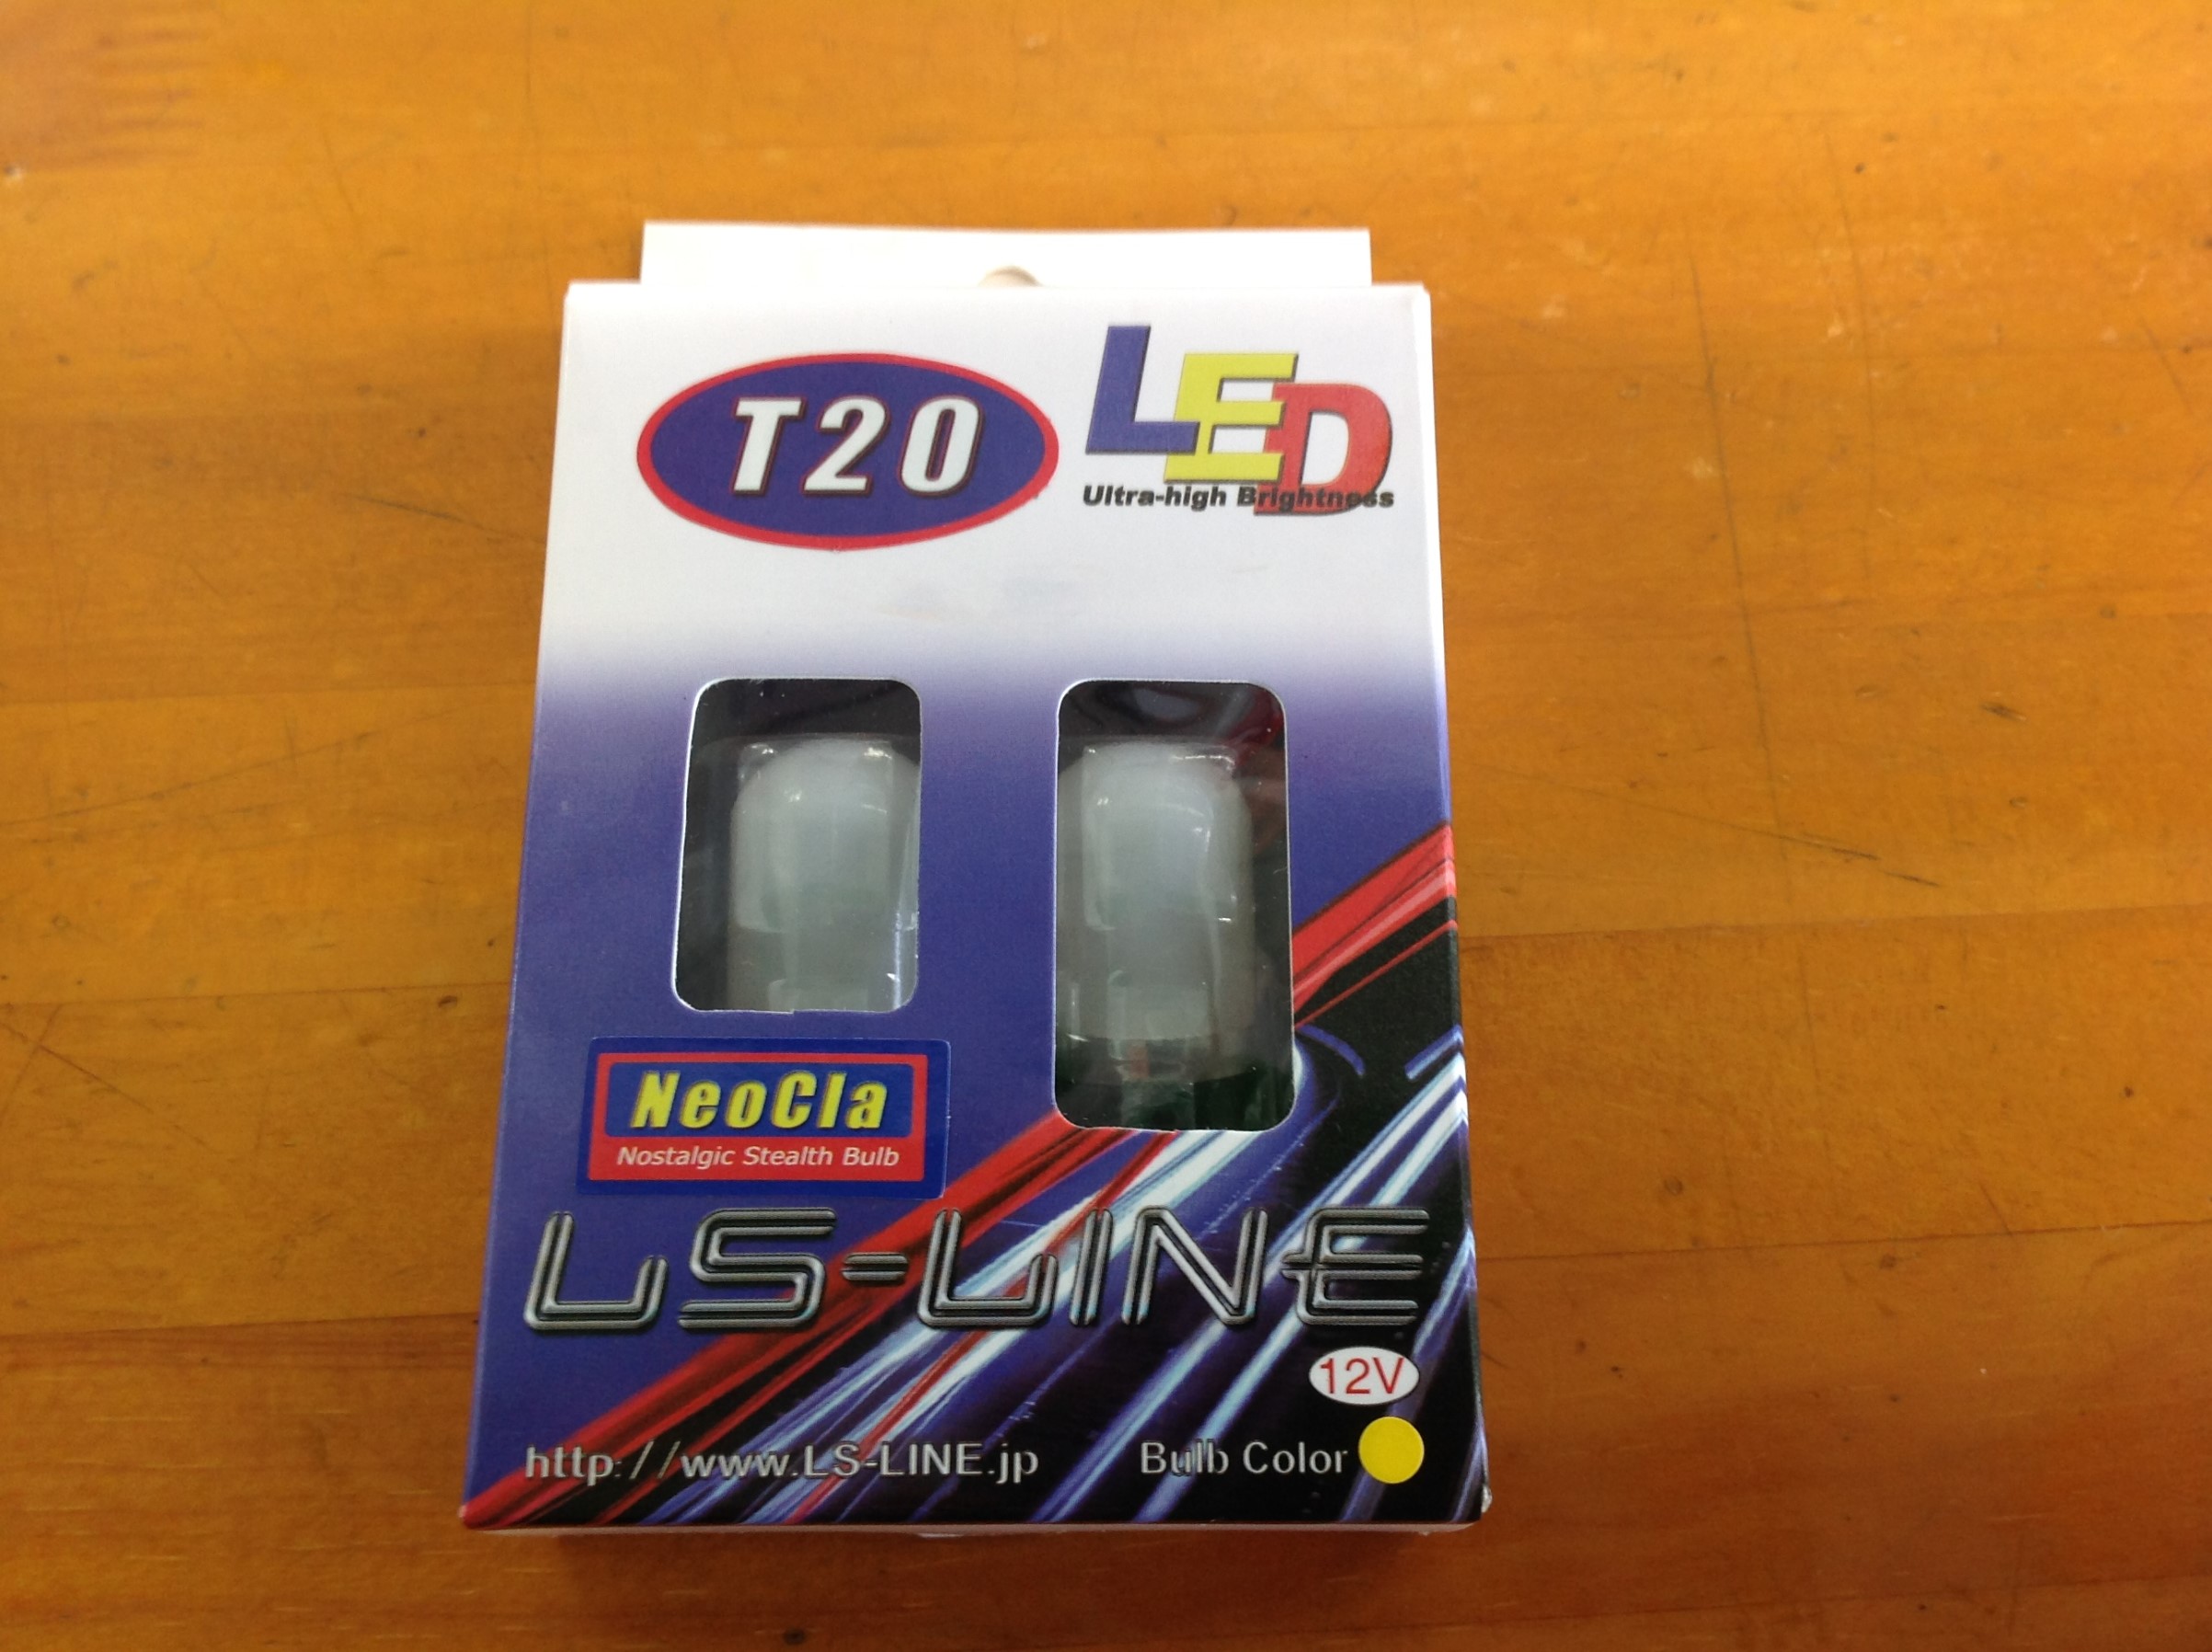 T20
LED
Ultra-high Brightness
NeoCla
Nostalgic Stealth Bulb
LS-LINE
12V
http://www.LS-LINE.jp
Bulb Color